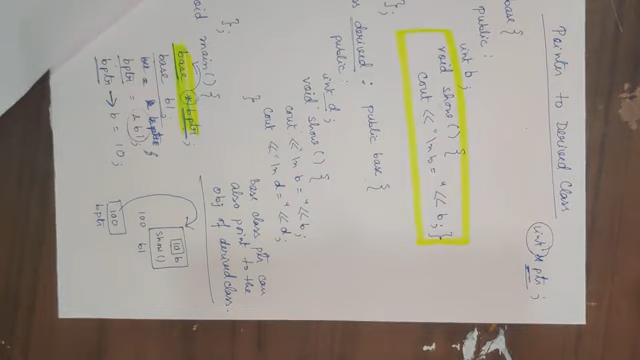 Pointer to Derived Class
int *ptr;
base {
public :
int b;
void show () {
cout << "\n b = " << b; }
};
derived : public base {
public :
int d;
void show () {
cout << "\n b = " << b;
cout << "\n d = " << d;
}
};
void main () {
base *bptr;
base b1;
bptr = & b1;
bptr → b = 10;
base class ptr can
also point to the
obj of derived class.
10 b
show ()
100
b1
100
bptr